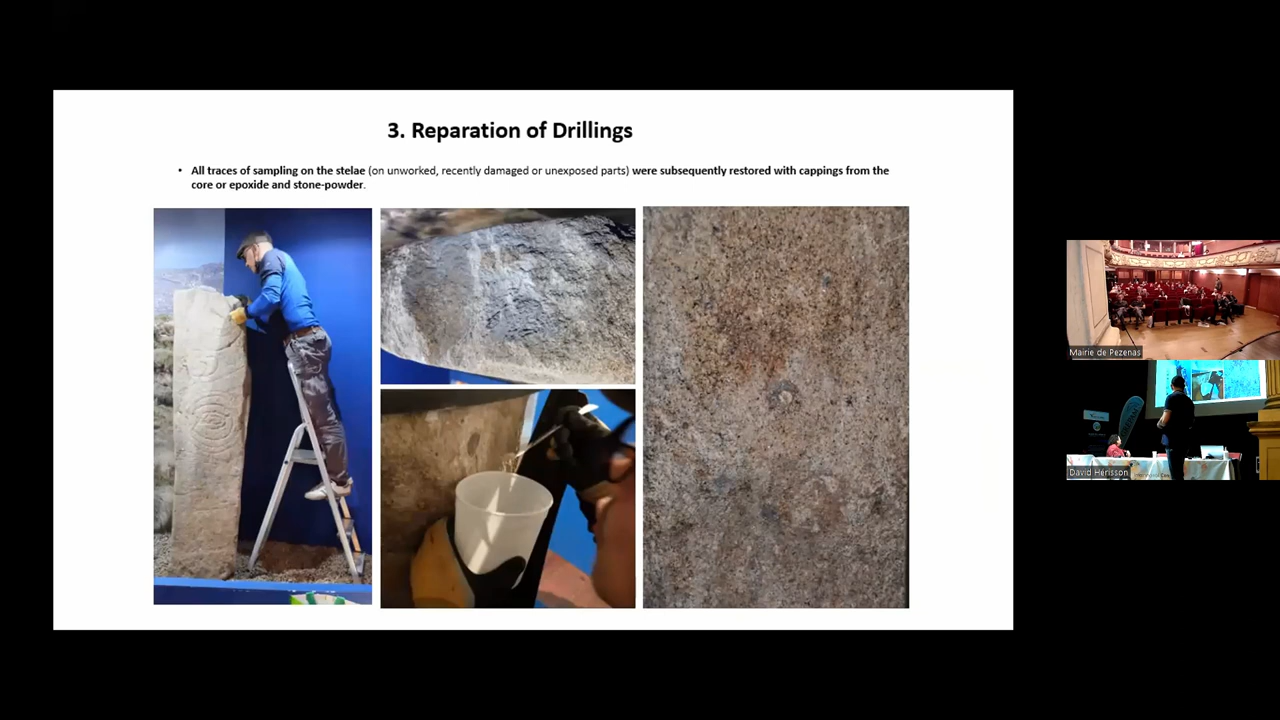 3. Reparation of Drillings
• All traces of sampling on the stelae (on unworked, recently damaged or unexposed parts) were subsequently restored with cappings from the
core or epoxide and stone-powder.
Mairie de Pezenas
David Hérisson